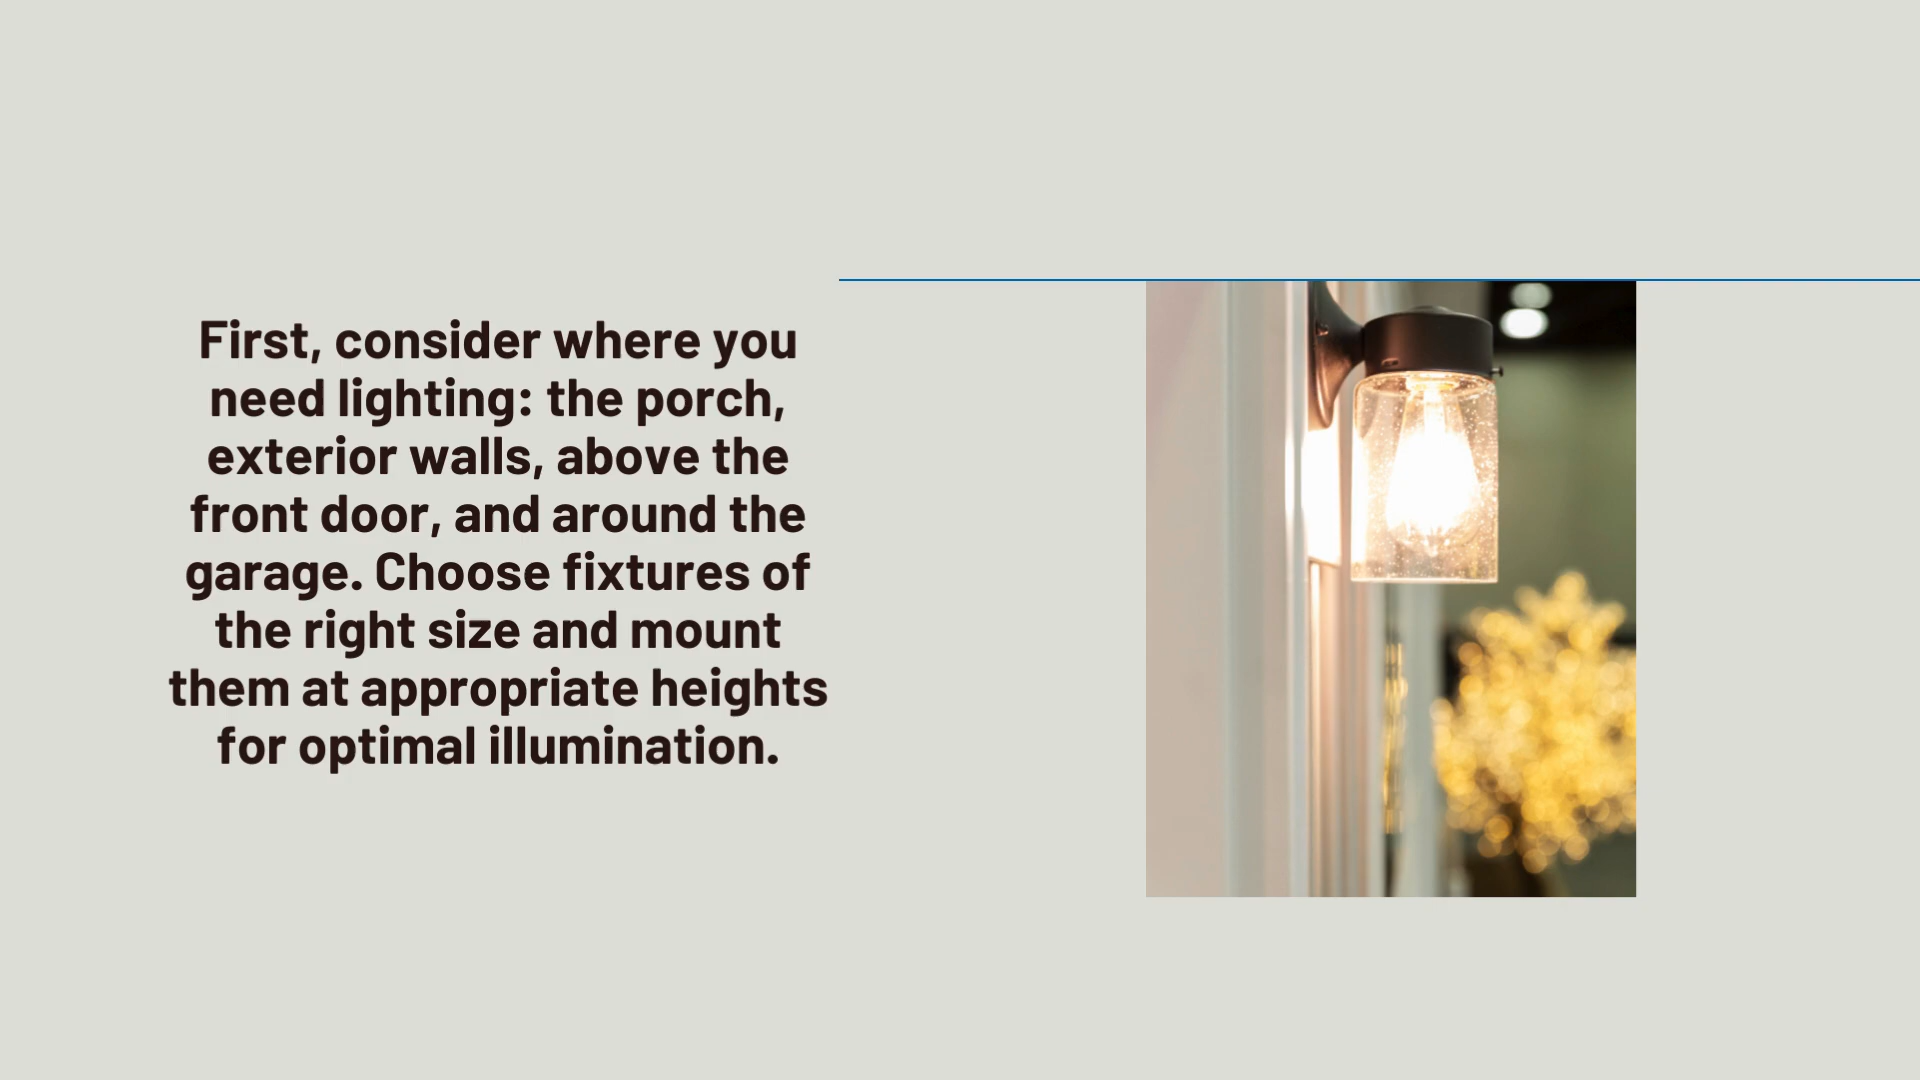 First, consider where you
need lighting: the porch,
exterior walls, above the
front door, and around the
garage. Choose fixtures of
the right size and mount
them at appropriate heights
for optimal illumination.